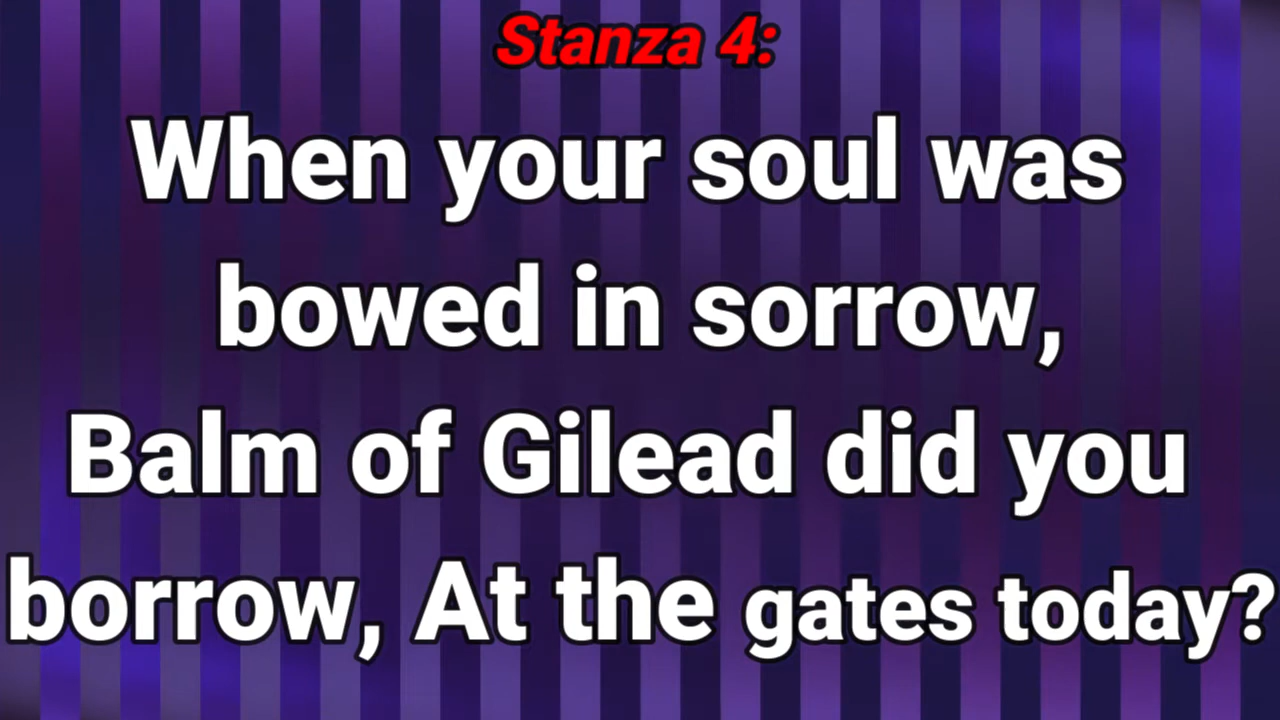 Stanza 4:
When your soul was
bowed in sorrow,
Balm of Gilead did you
borrow, At the gates today?